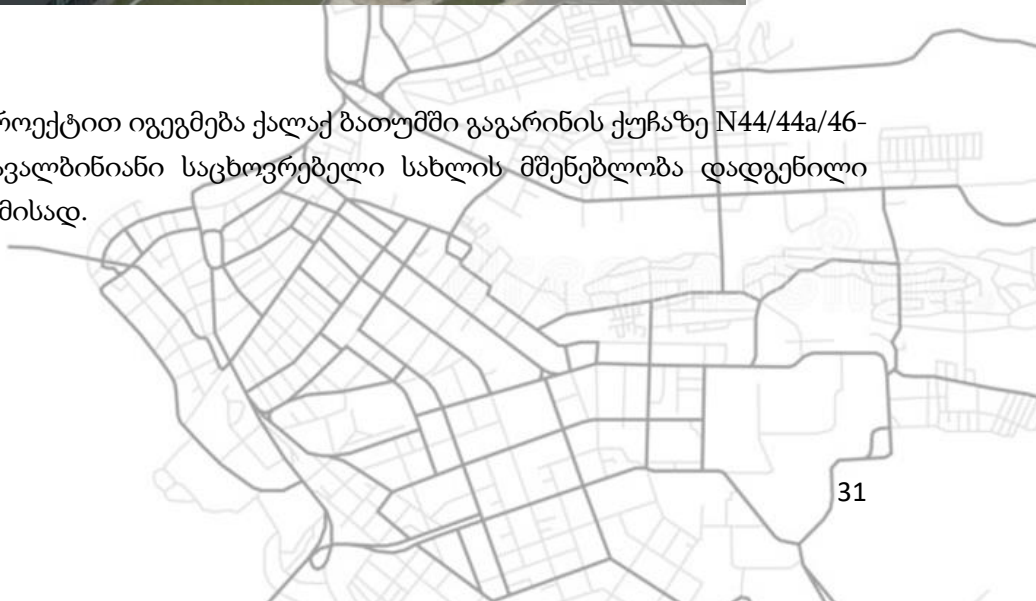 როექტით იგეგმება ქალაქ ბათუმში გაგარინის ქუჩაზე N44/44a/46-
ვალბინიანი საცხოვრებელი სახლის მშენებლობა დადგენილი
მისად.
31